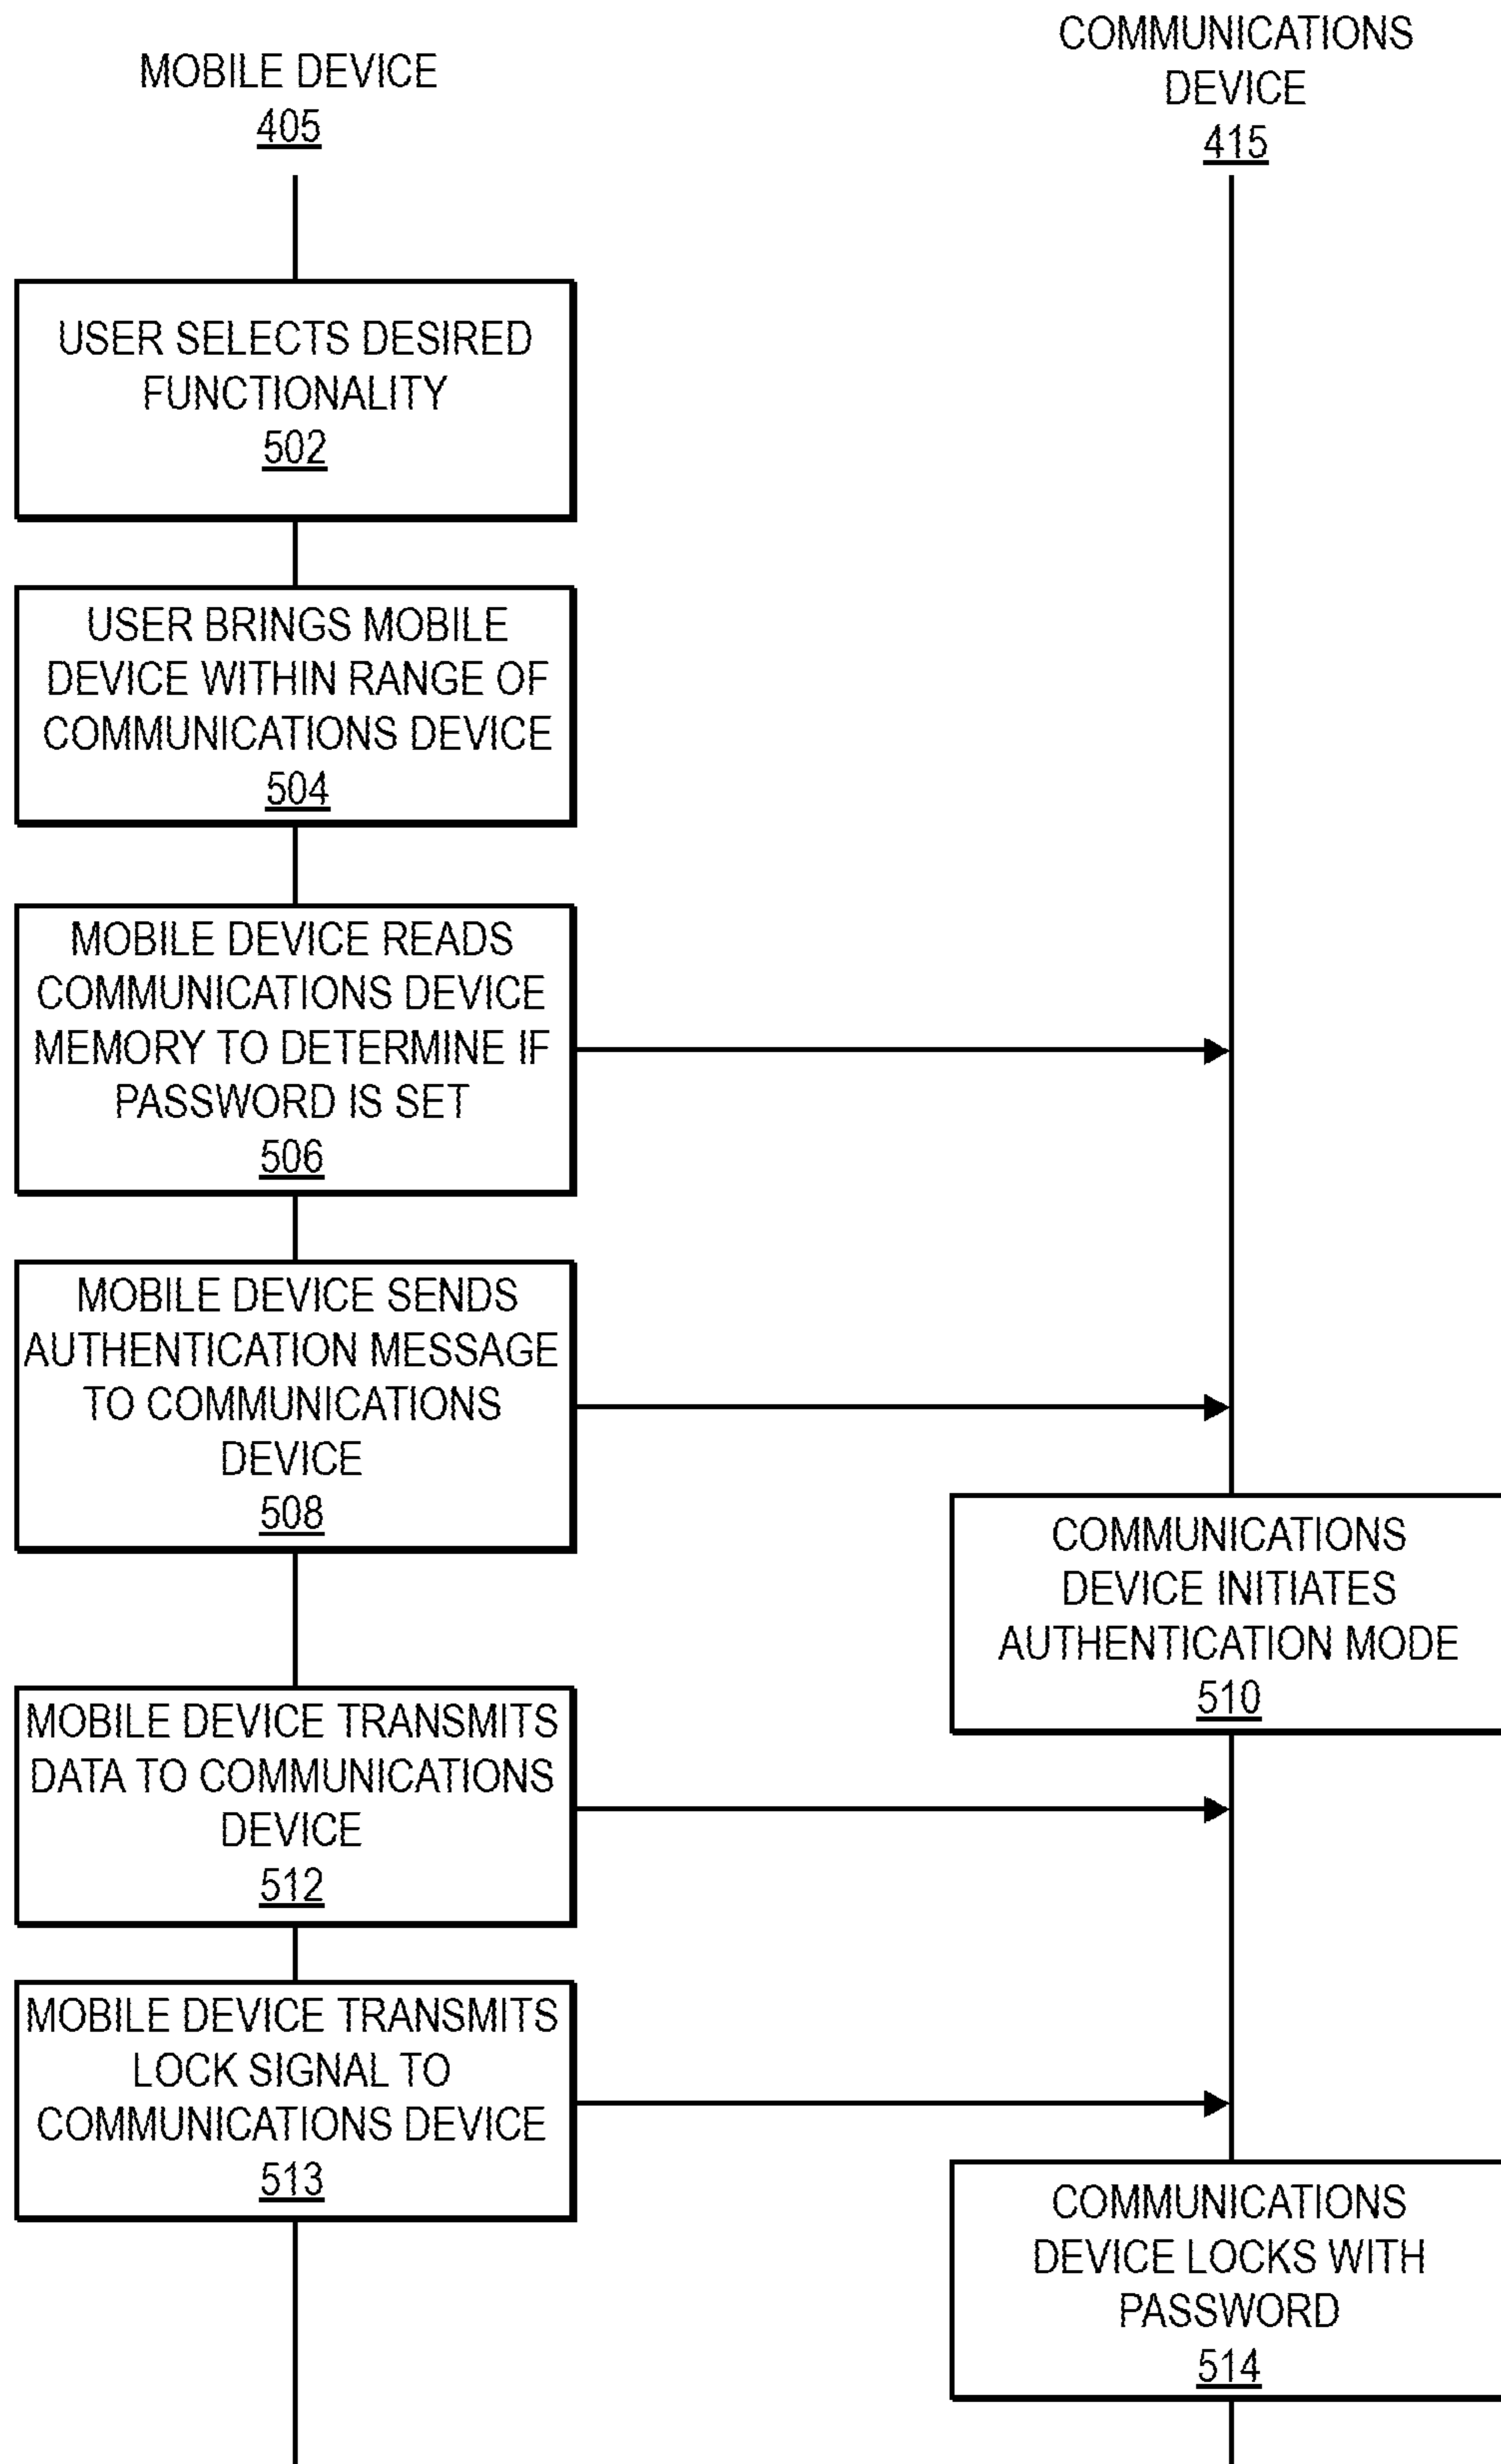 MOBILE DEVICE
405
COMMUNICATIONS
DEVICE
415
USER SELECTS DESIRED
FUNCTIONALITY
502
USER BRINGS MOBILE
DEVICE WITHIN RANGE OF
COMMUNICATIONS DEVICE
504
MOBILE DEVICE READS
COMMUNICATIONS DEVICE
MEMORY TO DETERMINE IF
PASSWORD IS SET
506
MOBILE DEVICE SENDS
AUTHENTICATION MESSAGE
TO COMMUNICATIONS
DEVICE
508
COMMUNICATIONS
DEVICE INITIATES
AUTHENTICATION MODE
510
MOBILE DEVICE TRANSMITS
DATA TO COMMUNICATIONS
DEVICE
512
MOBILE DEVICE TRANSMITS
LOCK SIGNAL TO
COMMUNICATIONS DEVICE
513
COMMUNICATIONS
DEVICE LOCKS WITH
PASSWORD
514